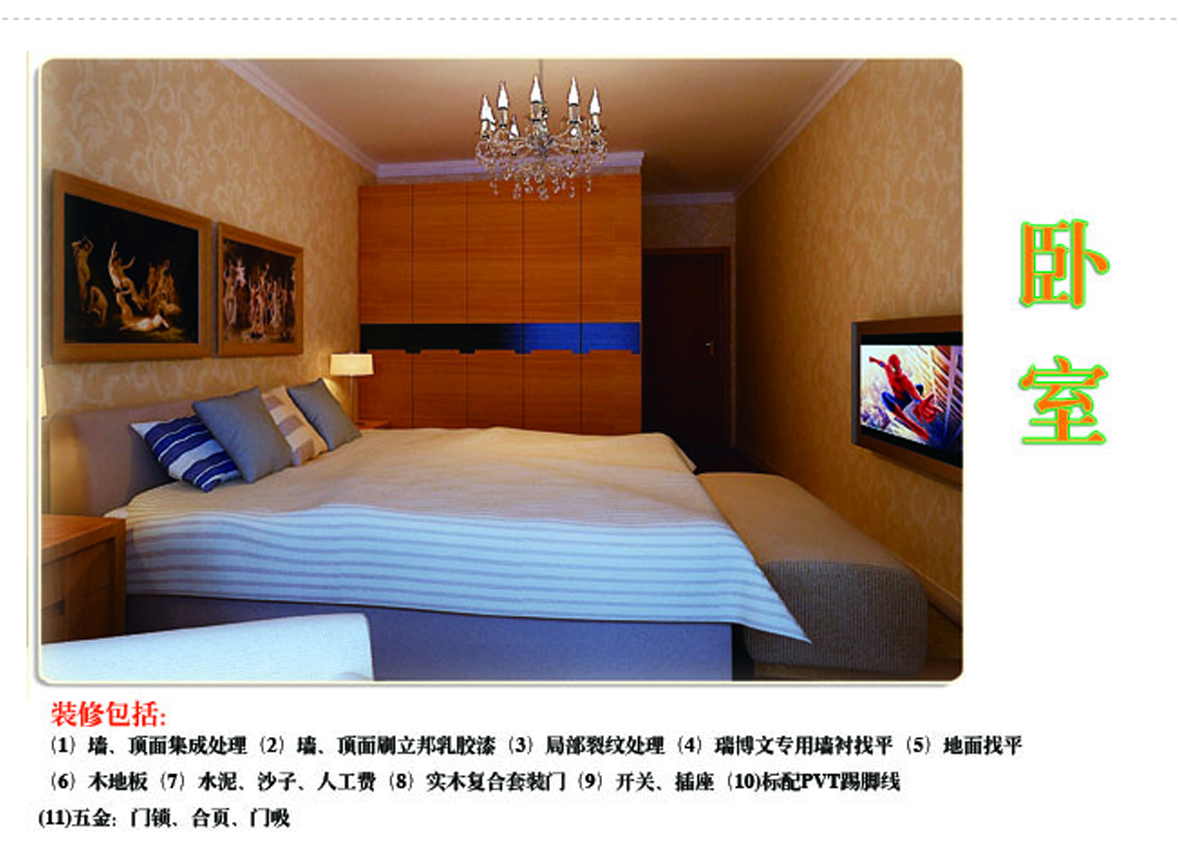 卧室
装修包括:
(1) 墙、顶面集成处理 (2) 墙、顶面刷立邦乳胶漆 (3) 局部裂纹处理 (4) 瑞博文专用墙衬找平 (5) 地面找平
(6) 木地板 (7) 水泥、沙子、人工费 (8) 实木复合套装门 (9) 开关、插座 (10)标配PVT踢脚线
(11)五金: 门锁、合页、门吸